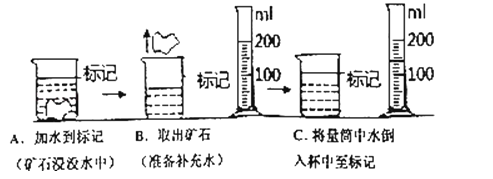 ml
200
100
标记
标记
ml
200
100
标记
A. 加水到标记
(矿石浸没水中)
B. 取出矿石
(准备补充水)
C. 将量筒中水倒
入杯中至标记